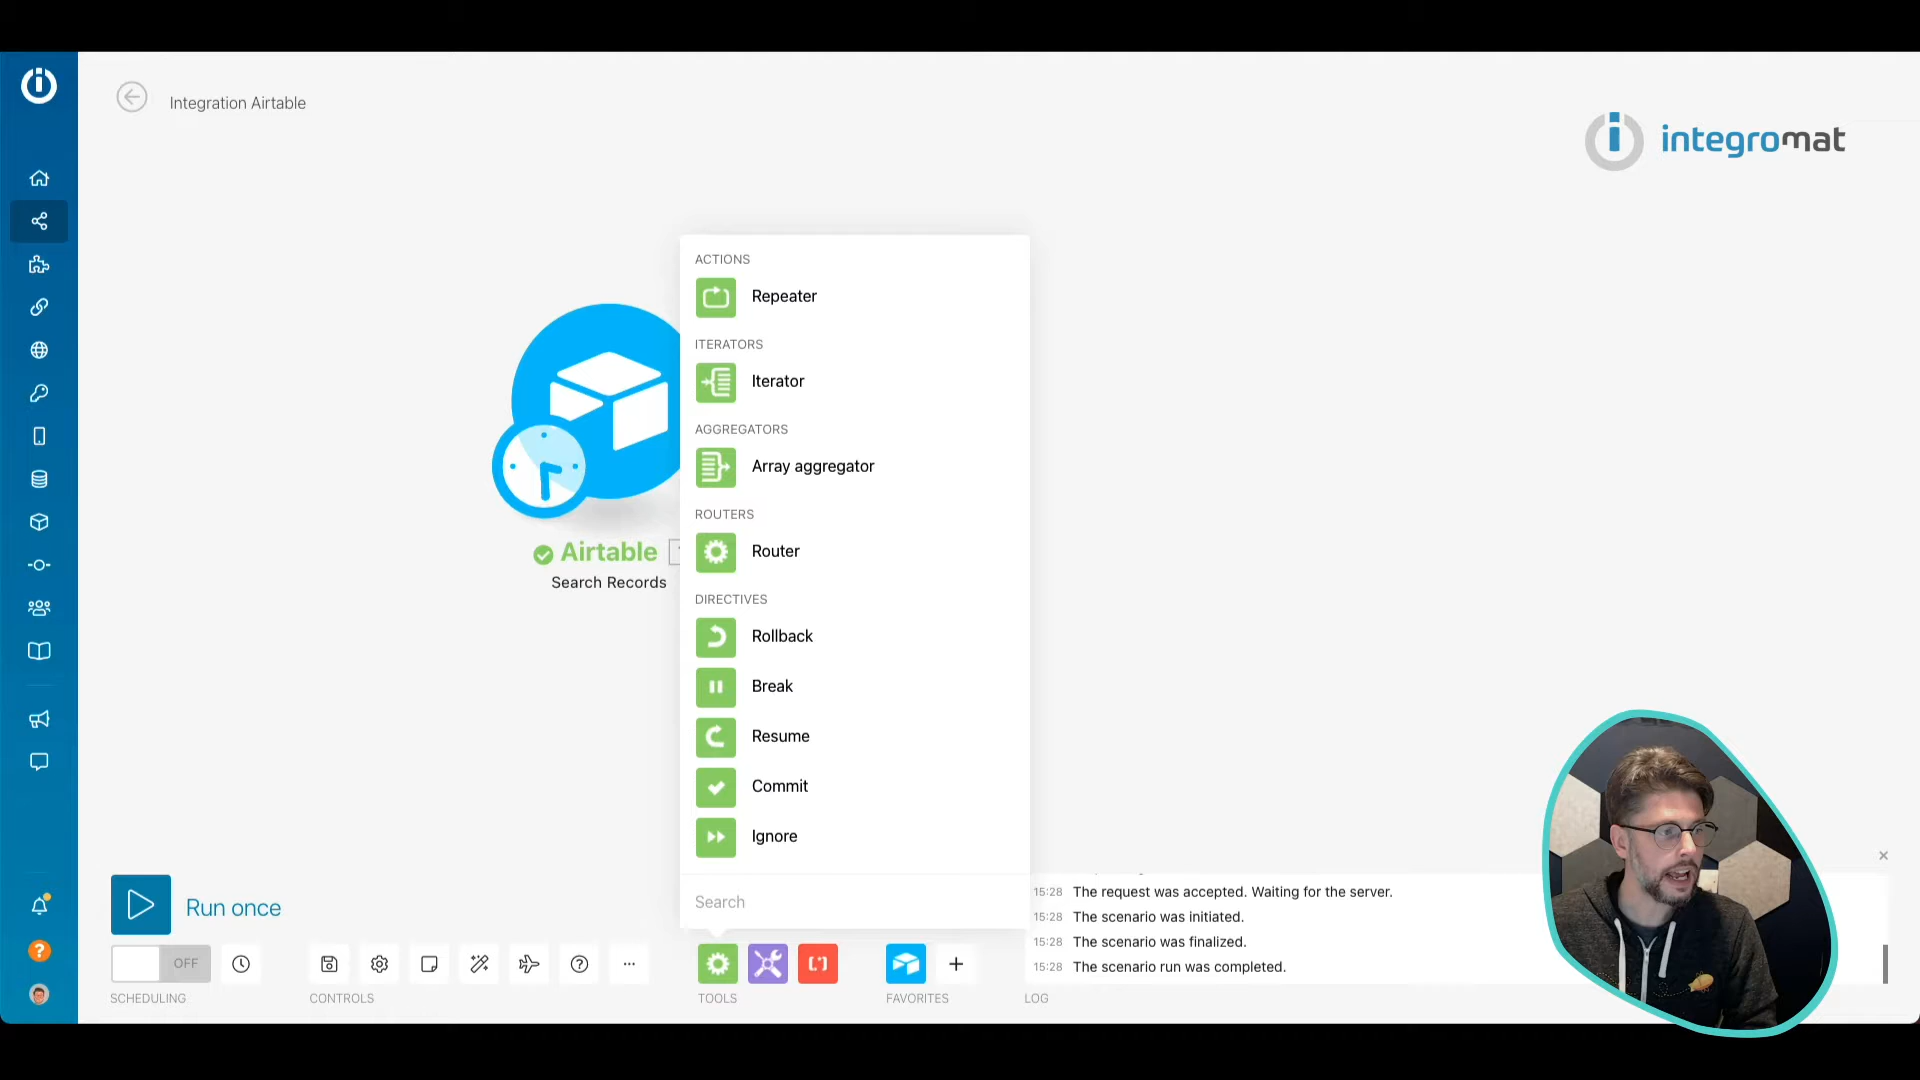 Integration Airtable
integromat
ACTIONS
Repeater
ITERATORS
Iterator
AGGREGATORS
Array aggregator
ROUTERS
Router
DIRECTIVES
Rollback
Break
Resume
Commit
Ignore
Search
Airtable
Search Records
Run once
OFF
SCHEDULING
CONTROLS
TOOLS
FAVORITES
LOG
15:28 The request was accepted. Waiting for the server.
15:28 The scenario was initiated.
15:28 The scenario was finalized.
15:28 The scenario run was completed.